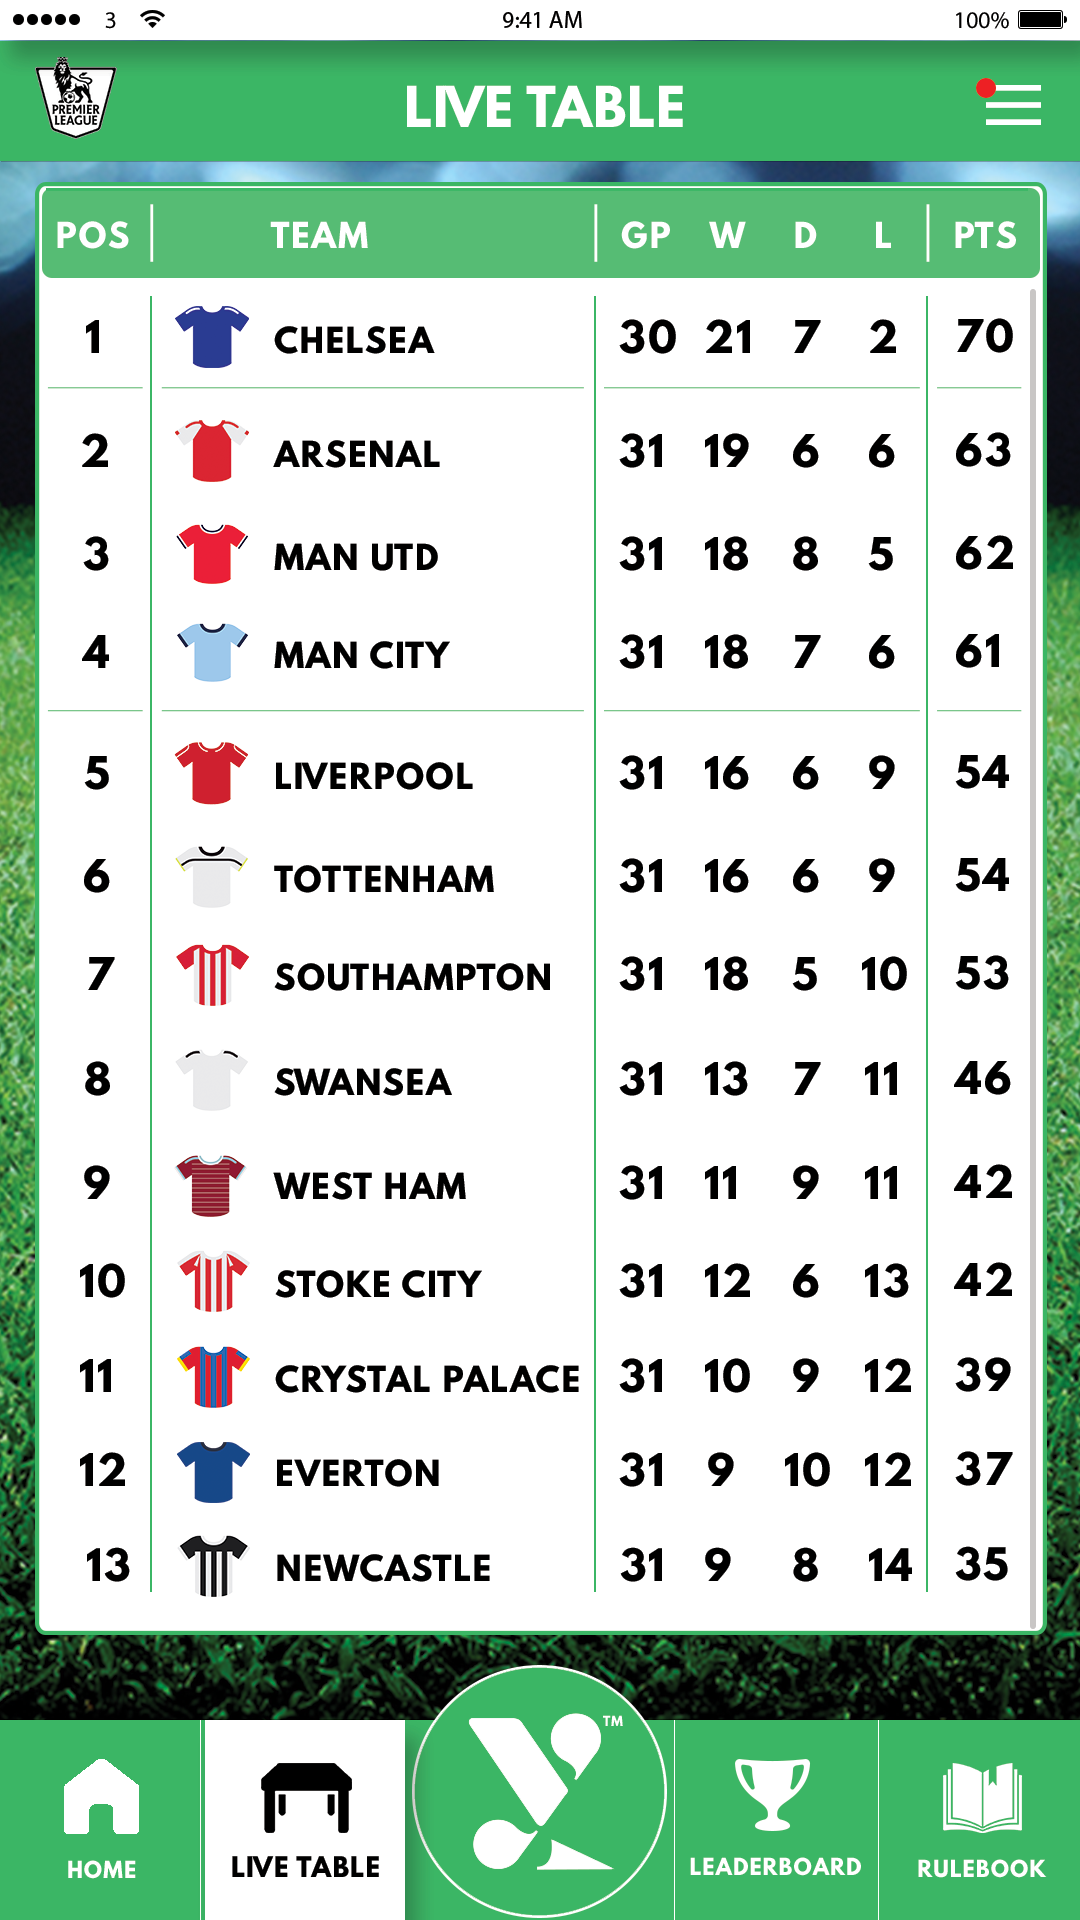 3 9:41 AM 100%
PREMIER
LEAGUE
LIVE TABLE
POS TEAM GP W D L PTS
1 CHELSEA 30 21 7 2 70
2 ARSENAL 31 19 6 6 63
3 MAN UTD 31 18 8 5 62
4 MAN CITY 31 18 7 6 61
5 LIVERPOOL 31 16 6 9 54
6 TOTTENHAM 31 16 6 9 54
7 SOUTHAMPTON 31 18 5 10 53
8 SWANSEA 31 13 7 11 46
9 WEST HAM 31 11 9 11 42
10 STOKE CITY 31 12 6 13 42
11 CRYSTAL PALACE 31 10 9 12 39
12 EVERTON 31 9 10 12 37
13 NEWCASTLE 31 9 8 14 35
TM
HOME LIVE TABLE LEADERBOARD RULEBOOK